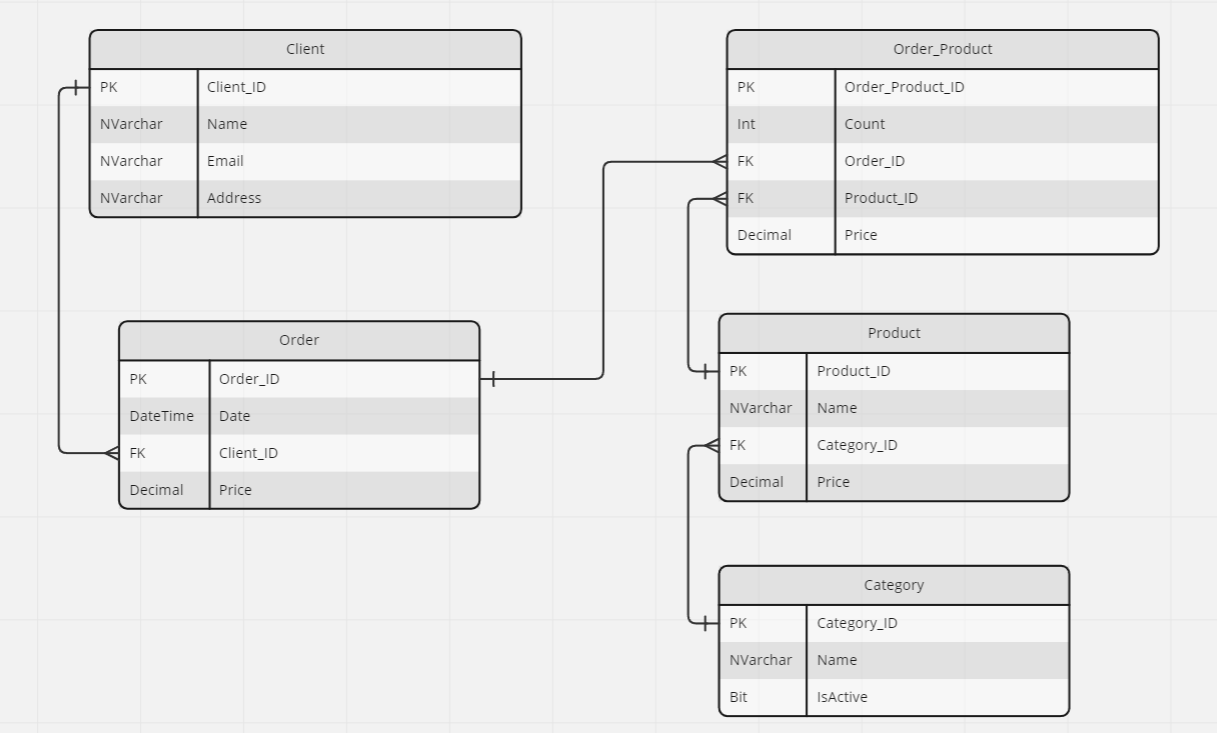 Client
PK Client_ID
NVarchar Name
NVarchar Email
NVarchar Address
Order
PK Order_ID
DateTime Date
FK Client_ID
Decimal Price
Order_Product
PK Order_Product_ID
Int Count
FK Order_ID
FK Product_ID
Decimal Price
Product
PK Product_ID
NVarchar Name
FK Category_ID
Decimal Price
Category
PK Category_ID
NVarchar Name
Bit IsActive